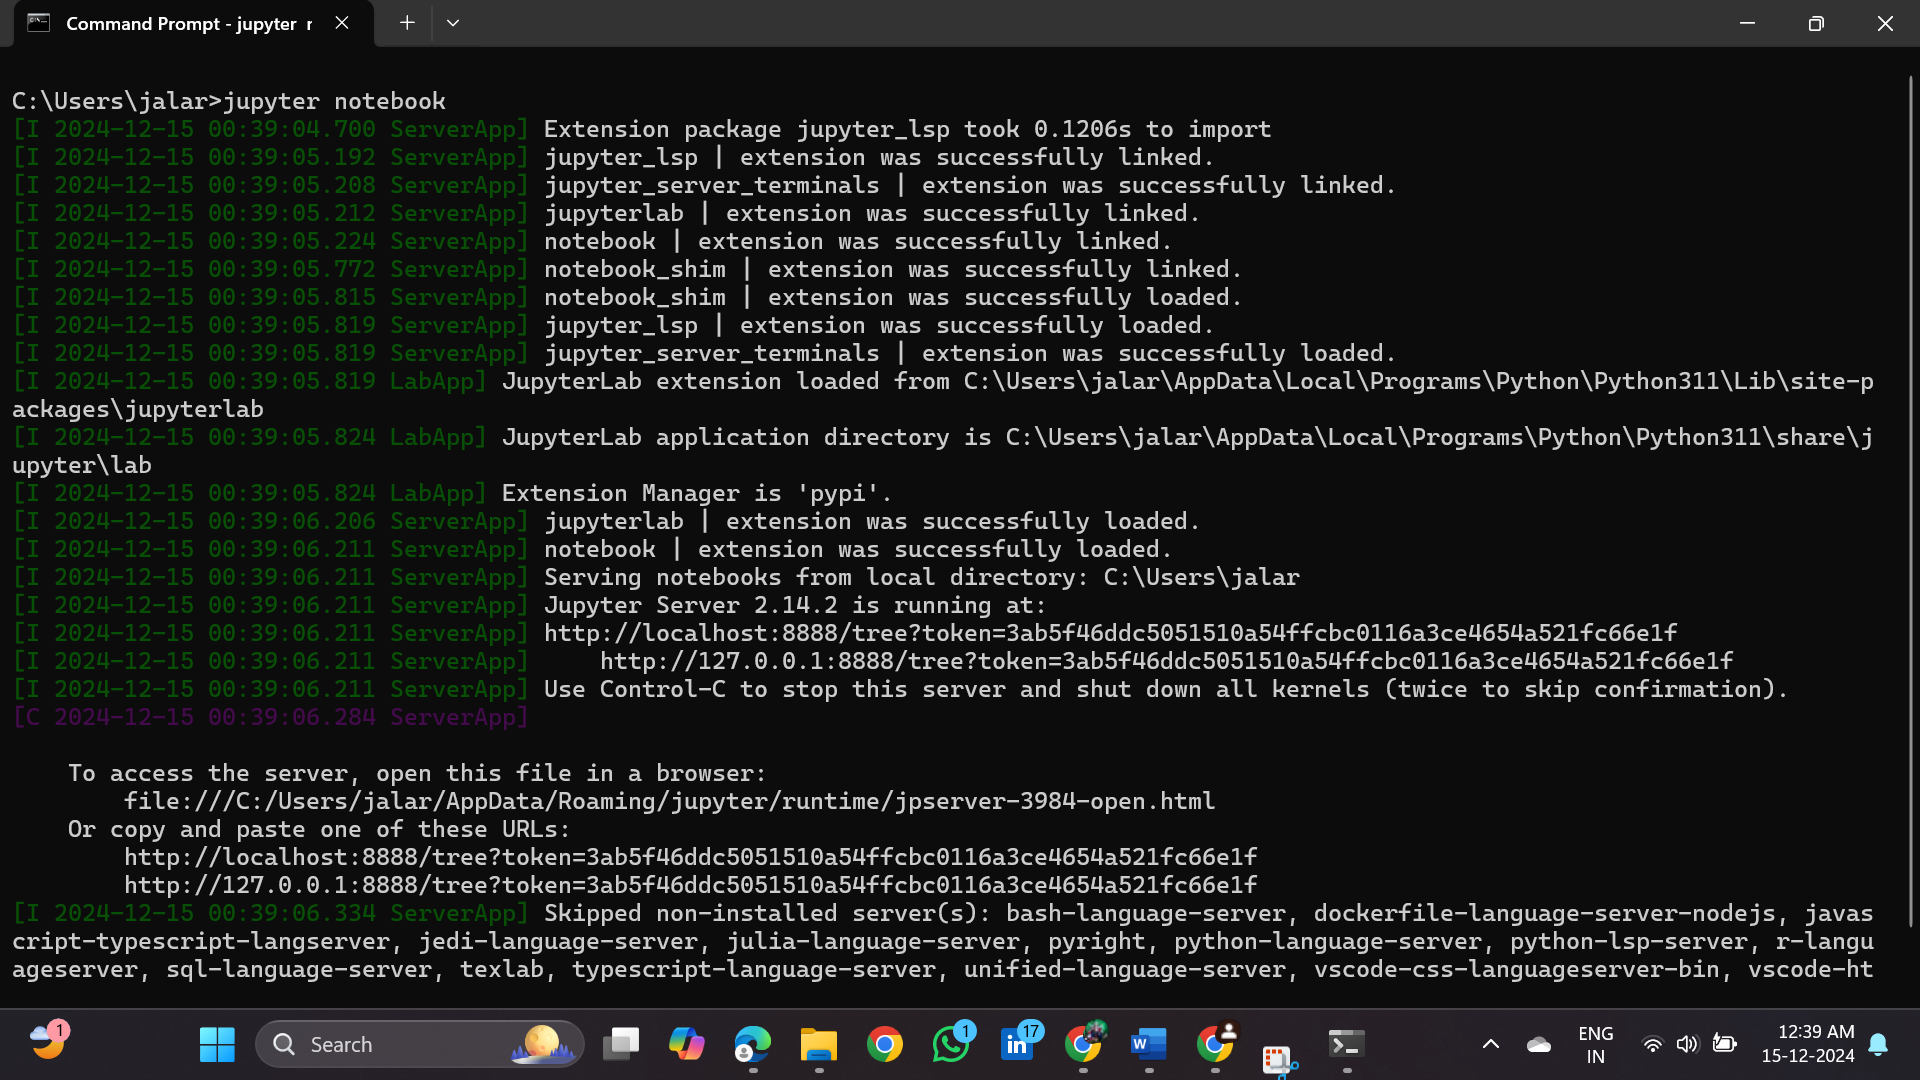 Command Prompt - jupyter
C:\Users\jalar>jupyter notebook
[I 2024-12-15 00:39:04.700 ServerApp] Extension package jupyter_lsp took 0.1206s to import
[I 2024-12-15 00:39:05.192 ServerApp] jupyter_lsp | extension was successfully linked.
[I 2024-12-15 00:39:05.208 ServerApp] jupyter_server_terminals | extension was successfully linked.
[I 2024-12-15 00:39:05.212 ServerApp] jupyterlab | extension was successfully linked.
[I 2024-12-15 00:39:05.224 ServerApp] notebook | extension was successfully linked.
[I 2024-12-15 00:39:05.772 ServerApp] notebook_shim | extension was successfully linked.
[I 2024-12-15 00:39:05.815 ServerApp] notebook_shim | extension was successfully loaded.
[I 2024-12-15 00:39:05.819 ServerApp] jupyter_lsp | extension was successfully loaded.
[I 2024-12-15 00:39:05.819 ServerApp] jupyter_server_terminals | extension was successfully loaded.
[I 2024-12-15 00:39:05.819 LabApp] JupyterLab extension loaded from C:\Users\jalar\AppData\Local\Programs\Python\Python311\Lib\site-p
ackages\jupyterlab
[I 2024-12-15 00:39:05.824 LabApp] JupyterLab application directory is C:\Users\jalar\AppData\Local\Programs\Python\Python311\share\j
upyter\lab
[I 2024-12-15 00:39:05.824 LabApp] Extension Manager is 'pypi'.
[I 2024-12-15 00:39:06.206 ServerApp] jupyterlab | extension was successfully loaded.
[I 2024-12-15 00:39:06.211 ServerApp] notebook | extension was successfully loaded.
[I 2024-12-15 00:39:06.211 ServerApp] Serving notebooks from local directory: C:\Users\jalar
[I 2024-12-15 00:39:06.211 ServerApp] Jupyter Server 2.14.2 is running at:
[I 2024-12-15 00:39:06.211 ServerApp] http://localhost:8888/tree?token=3ab5f46ddc5051510a54ffcbc0116a3ce4654a521fc66e1f
[I 2024-12-15 00:39:06.211 ServerApp]     http://127.0.0.1:8888/tree?token=3ab5f46ddc5051510a54ffcbc0116a3ce4654a521fc66e1f
[I 2024-12-15 00:39:06.211 ServerApp] Use Control-C to stop this server and shut down all kernels (twice to skip confirmation).
[C 2024-12-15 00:39:06.284 ServerApp]
To access the server, open this file in a browser:
file:///C:/Users/jalar/AppData/Roaming/jupyter/runtime/jpserver-3984-open.html
Or copy and paste one of these URLs:
http://localhost:8888/tree?token=3ab5f46ddc5051510a54ffcbc0116a3ce4654a521fc66e1f
http://127.0.0.1:8888/tree?token=3ab5f46ddc5051510a54ffcbc0116a3ce4654a521fc66e1f
[I 2024-12-15 00:39:06.334 ServerApp] Skipped non-installed server(s): bash-language-server, dockerfile-language-server-nodejs, javas
cript-typescript-langserver, jedi-language-server, julia-language-server, pyright, python-language-server, python-lsp-server, r-langu
ageserver, sql-language-server, texlab, typescript-language-server, unified-language-server, vscode-css-languageserver-bin, vscode-ht
1
Search
1
17
ENG
IN
12:39 AM
15-12-2024